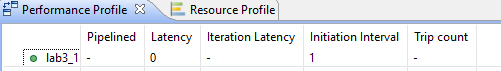 Performance Profile Resource Profile
Pipelined Latency Iteration Latency Initiation Interval Trip count
lab3_1 - 0 - 1 -